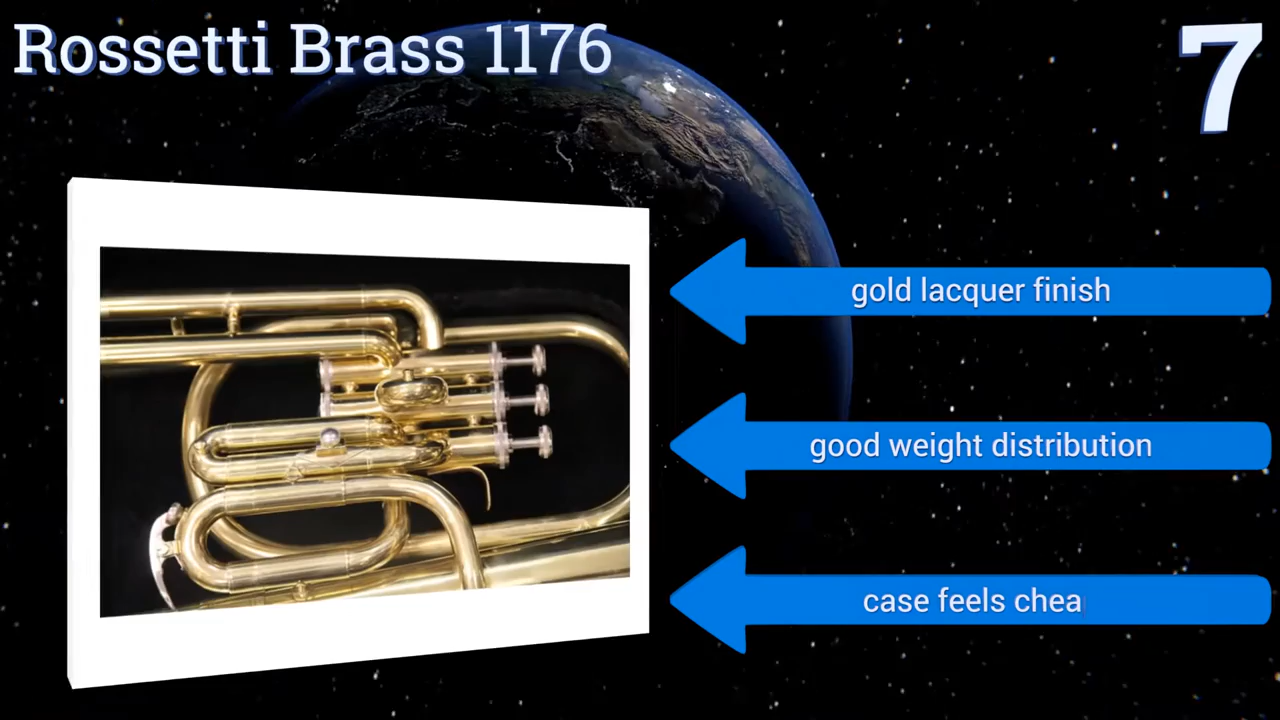 Rossetti Brass 1176
7
gold lacquer finish
good weight distribution
case feels chea